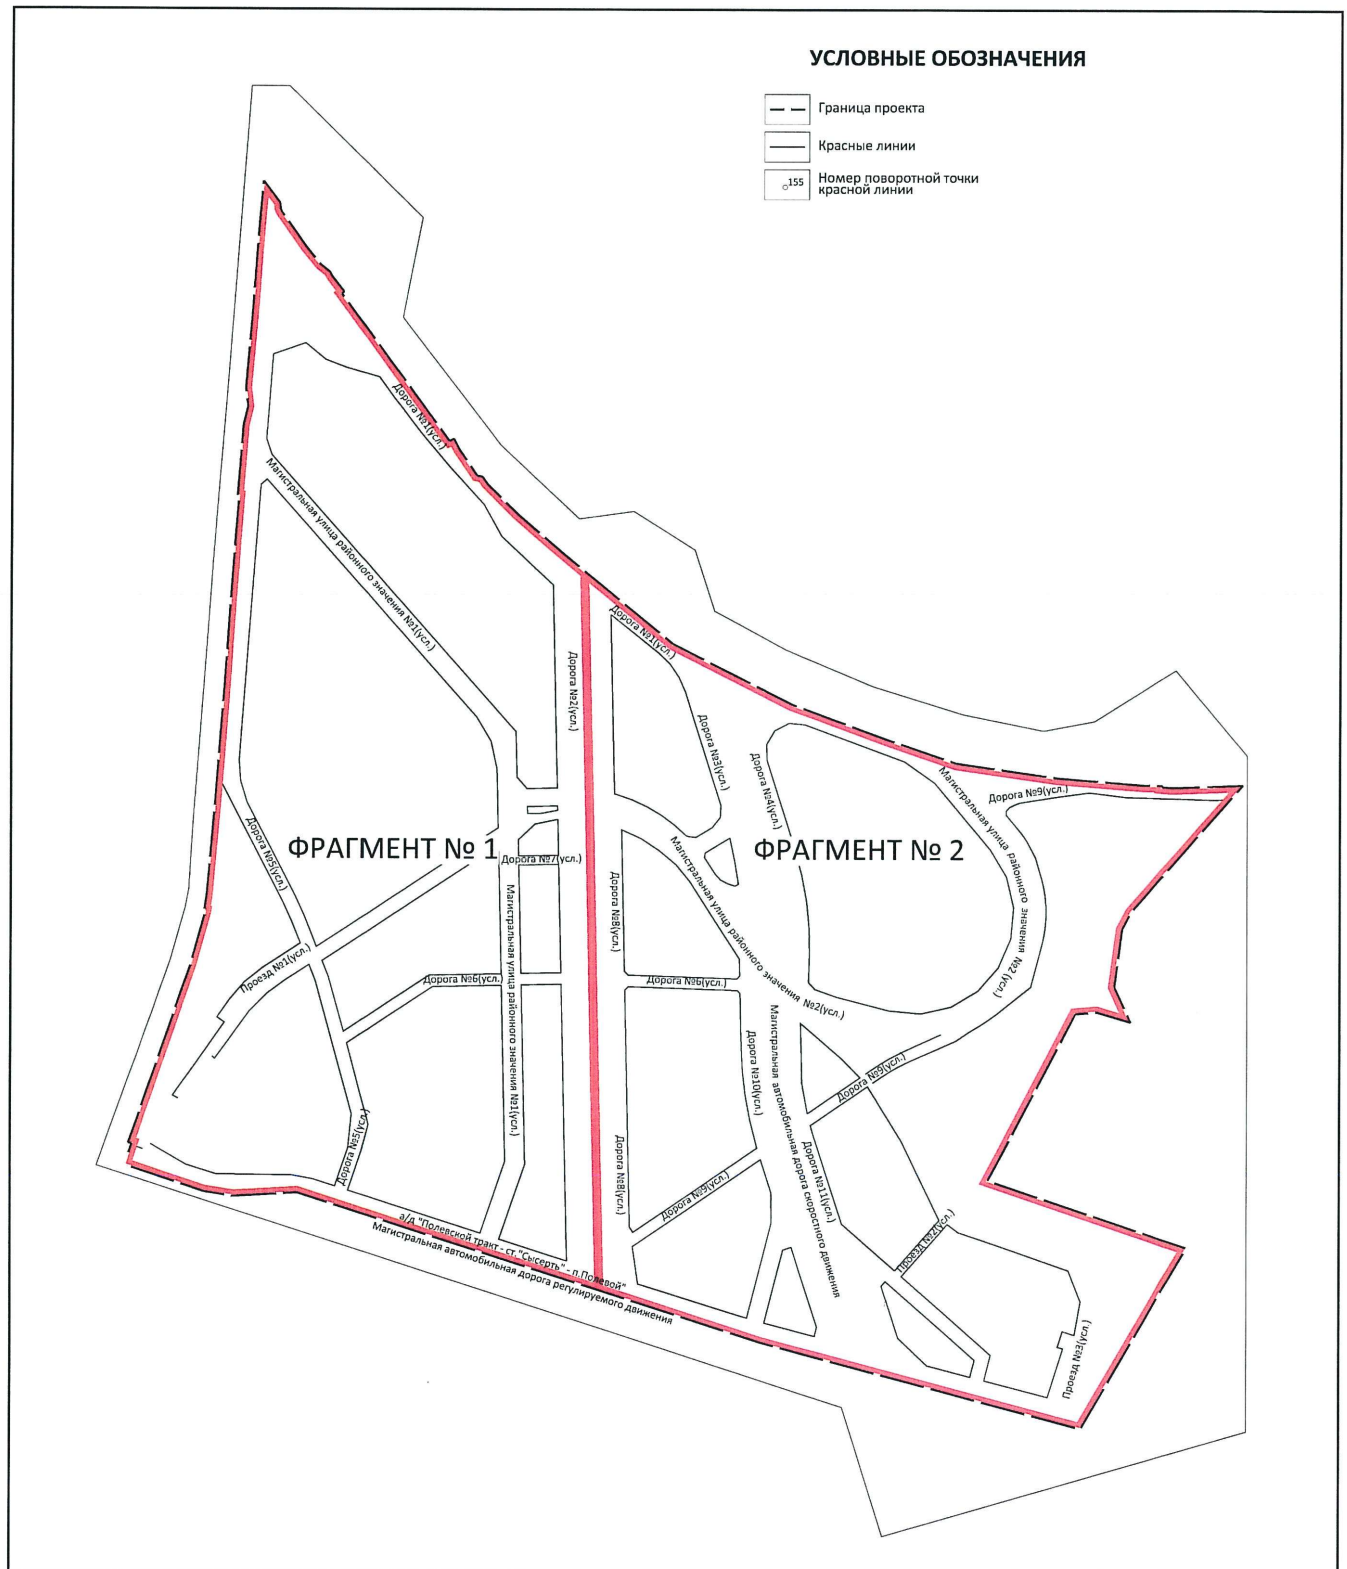 УСЛОВНЫЕ ОБОЗНАЧЕНИЯ
Граница проекта
Красные линии
155
Номер поворотной точки
красной линии
Дорога №1(усл.)
Магистральная улица районного значения №1(усл.)
Дорога №2(усл.)
Дорога №1(усл.)
Дорога №3(усл.)
Дорога №4(усл.)
Магистральная улица районного значения №2 (усл.)
Дорога №9(усл.)
Дорога №5(усл.)
ФРАГМЕНТ № 1
Дорога №7(усл.)
ФРАГМЕНТ № 2
Магистральная улица районного значения №2(усл.)
Дорога №8(усл.)
Магистральная улица районного значения №1(усл.)
Проезд №1(усл.)
Дорога №6(усл.)
Дорога №6(усл.)
Дорога №10(усл.)
Магистральная автомобильная дорога скоростного движения
Дорога №9(усл.)
Дорога №5(усл.)
Дорога №8(усл.)
Дорога №9(усл.)
Дорога №11(усл.)
Проезд №2(усл.)
а/д "Полевской тракт - ст."Сысерть" - п.Полевой"
Магистральная автомобильная дорога регулируемого движения
Проезд №3(усл.)